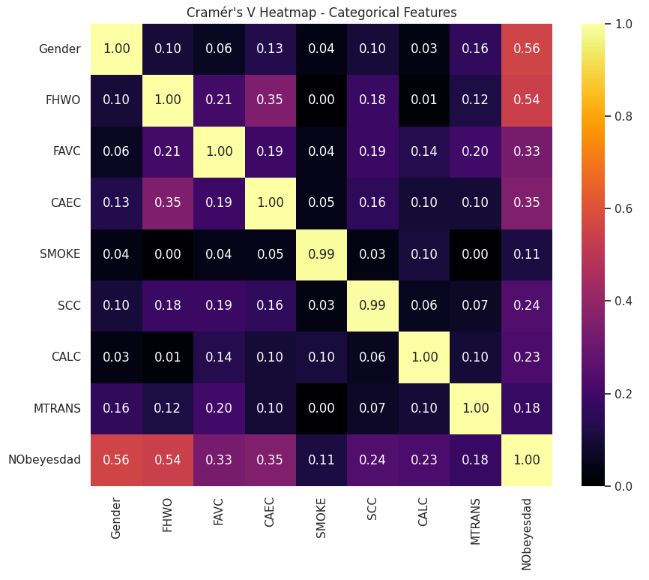 Cramér's V Heatmap - Categorical Features
Gender 1.00 0.10 0.06 0.13 0.04 0.10 0.03 0.16 0.56
FHWO 0.10 1.00 0.21 0.35 0.00 0.18 0.01 0.12 0.54
FAVC 0.06 0.21 1.00 0.19 0.04 0.19 0.14 0.20 0.33
CAEC 0.13 0.35 0.19 1.00 0.05 0.16 0.10 0.10 0.35
SMOKE 0.04 0.00 0.04 0.05 0.99 0.03 0.10 0.00 0.11
SCC 0.10 0.18 0.19 0.16 0.03 0.99 0.06 0.07 0.24
CALC 0.03 0.01 0.14 0.10 0.10 0.06 1.00 0.10 0.23
MTRANS 0.16 0.12 0.20 0.10 0.00 0.07 0.10 1.00 0.18
NObeyesdad 0.56 0.54 0.33 0.35 0.11 0.24 0.23 0.18 1.00
Gender FHWO FAVC CAEC SMOKE SCC CALC MTRANS NObeyesdad
1.0
0.8
0.6
0.4
0.2
0.0